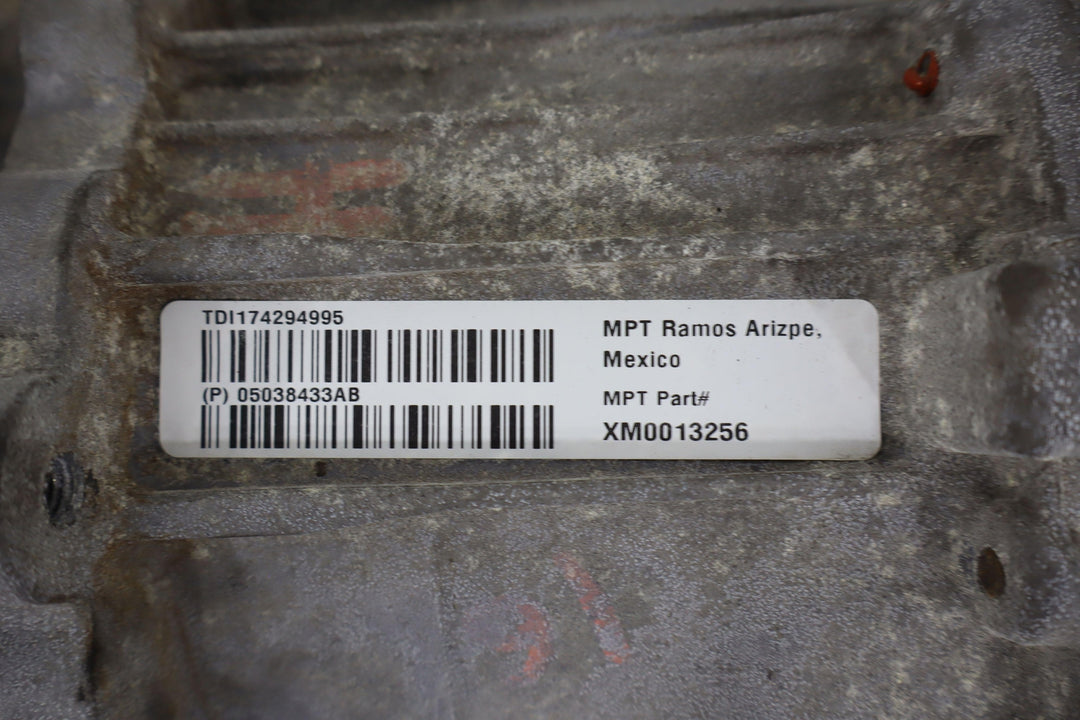 TDI174294995
(P) 05038433AB
MPT Ramos Arizpe,
Mexico
MPT Part#
XM0013256